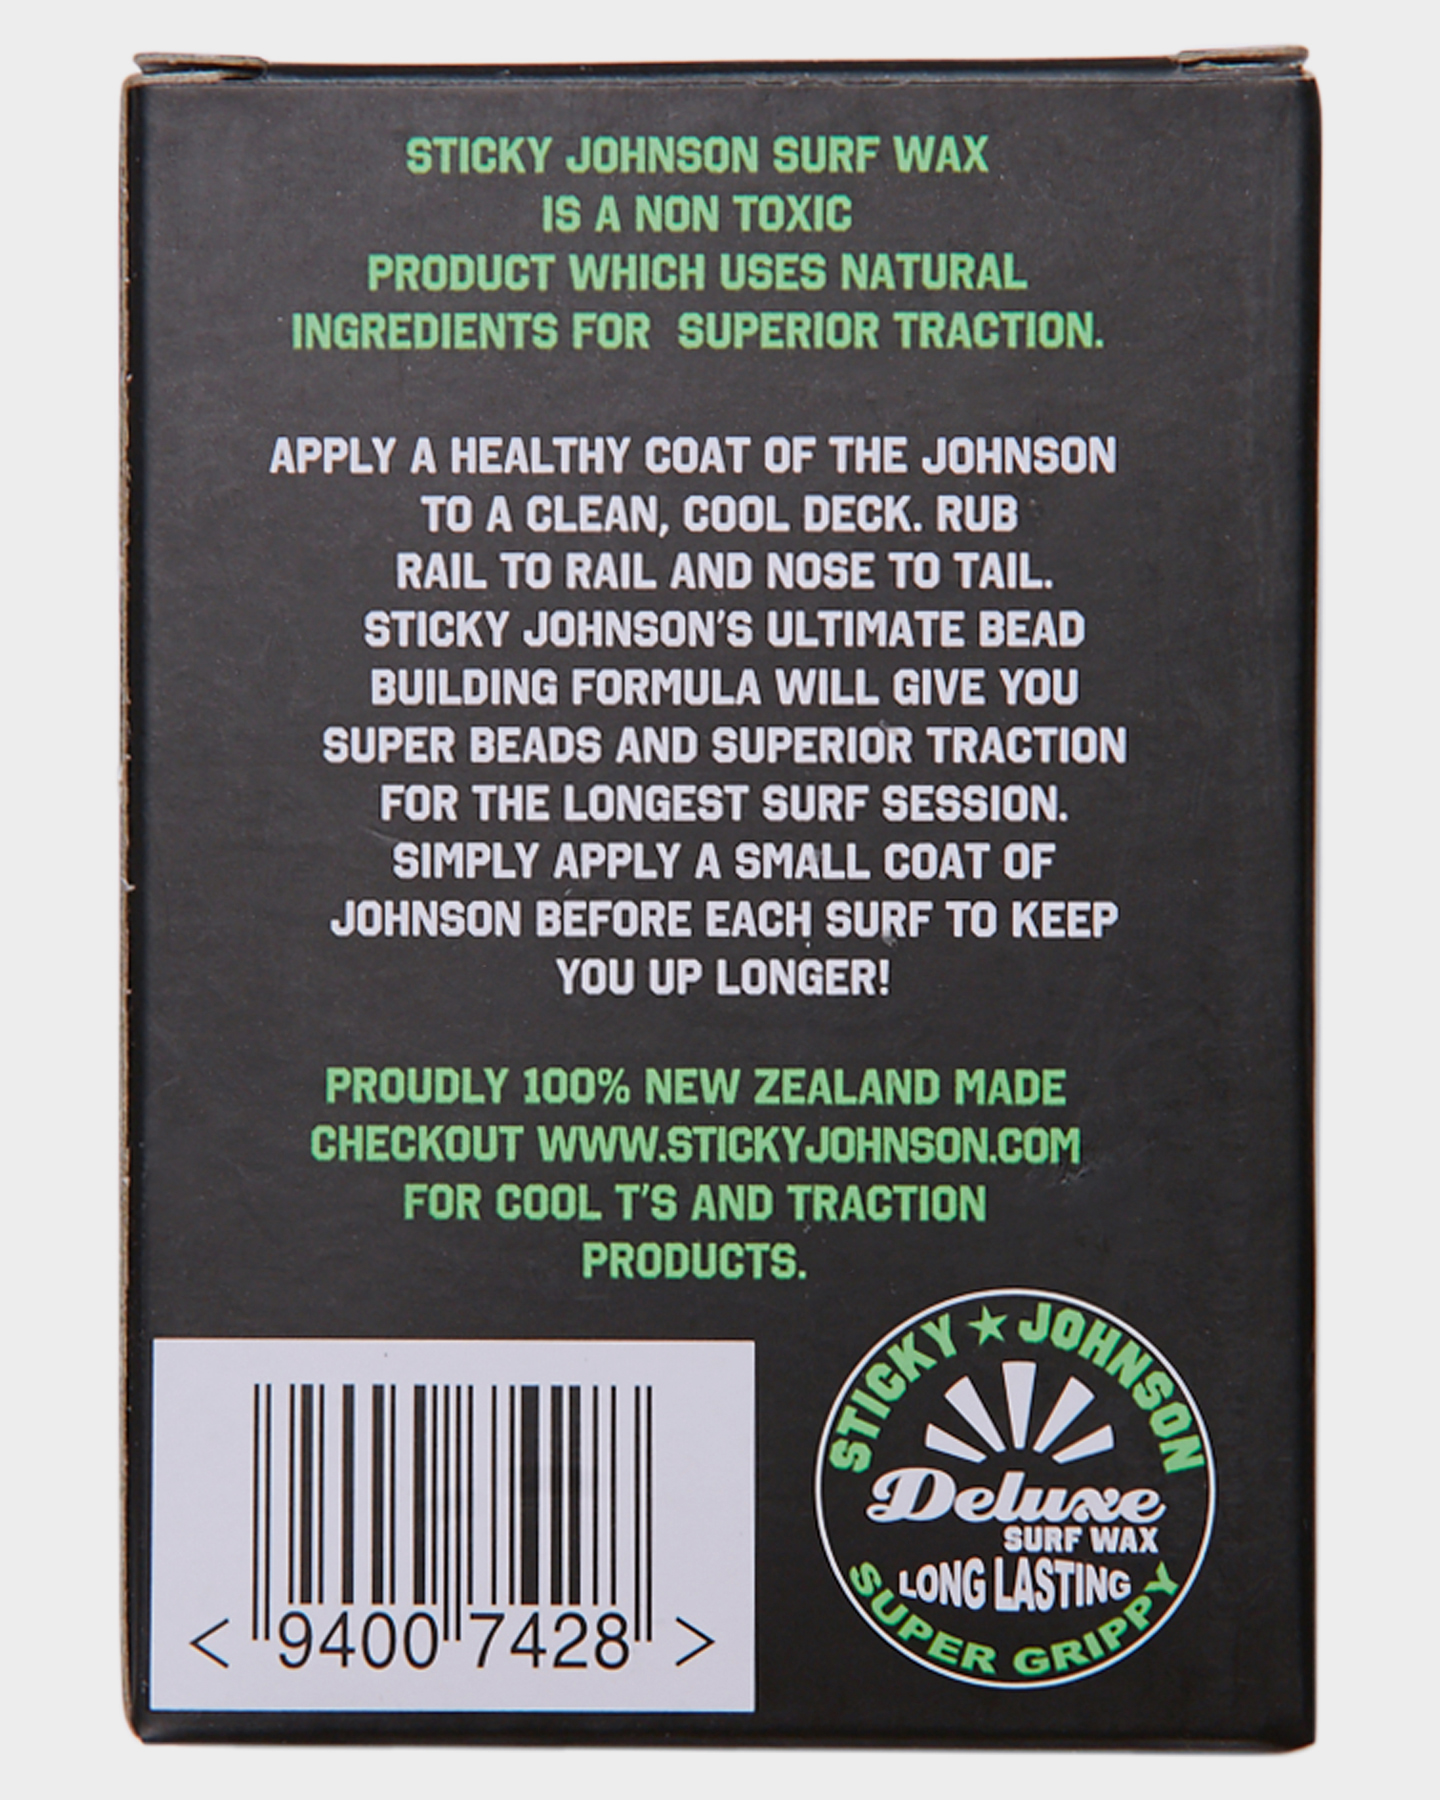 STICKY JOHNSON SURF WAX
IS A NON TOXIC
PRODUCT WHICH USES NATURAL
INGREDIENTS FOR SUPERIOR TRACTION.
APPLY A HEALTHY COAT OF THE JOHNSON
TO A CLEAN, COOL DECK. RUB
RAIL TO RAIL AND NOSE TO TAIL.
STICKY JOHNSON'S ULTIMATE BEAD
BUILDING FORMULA WILL GIVE YOU
SUPER BEADS AND SUPERIOR TRACTION
FOR THE LONGEST SURF SESSION.
SIMPLY APPLY A SMALL COAT OF
JOHNSON BEFORE EACH SURF TO KEEP
YOU UP LONGER!
PROUDLY 100% NEW ZEALAND MADE
CHECKOUT WWW.STICKYJOHNSON.COM
FOR COOL T'S AND TRACTION
PRODUCTS.
< 9400 7428 >
STICKY ★ JOHNSON
Deluxe
SURF WAX
LONG LASTING
SUPER GRIPPY